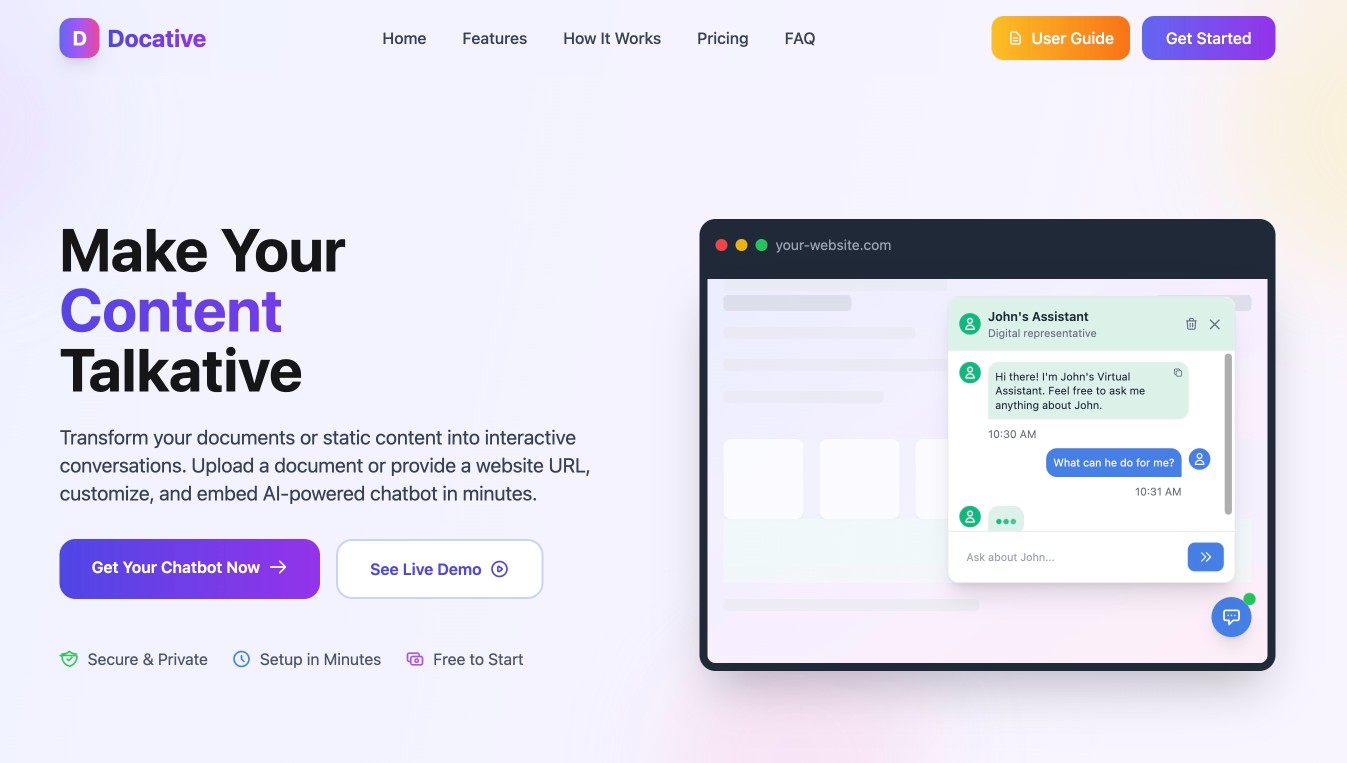 D Docative
Home
Features
How It Works
Pricing
FAQ
User Guide
Get Started
Make Your
Content
Talkative
Transform your documents or static content into interactive
conversations. Upload a document or provide a website URL,
customize, and embed AI-powered chatbot in minutes.
Get Your Chatbot Now
See Live Demo
Secure & Private
Setup in Minutes
Free to Start
your-website.com
John's Assistant
Digital representative
Hi there! I'm John's Virtual
Assistant. Feel free to ask me
anything about John.
10:30 AM
What can he do for me?
10:31 AM
Ask about John...